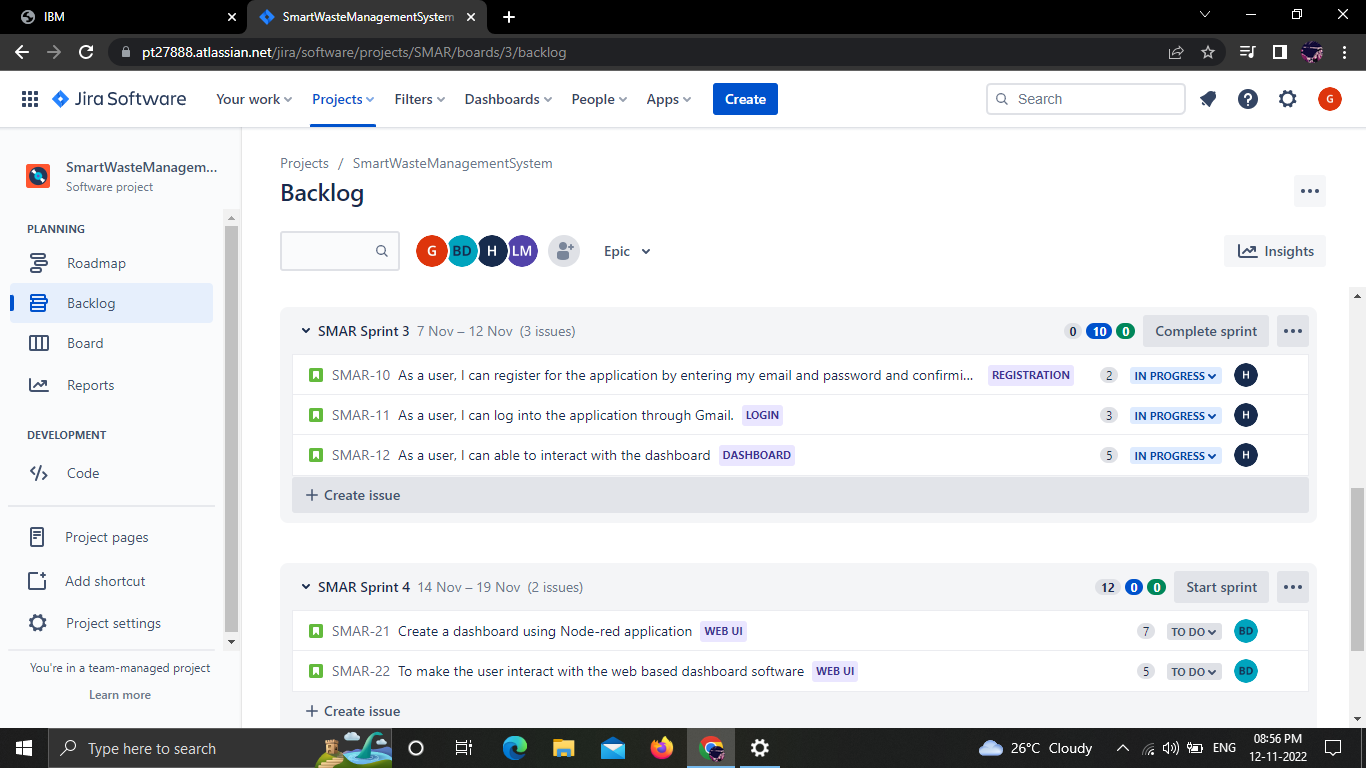 IBM
SmartWasteManagementSystem
pt27888.atlassian.net/jira/software/projects/SMAR/boards/3/backlog
Jira Software Your work Projects Filters Dashboards People Apps Create Search G
SmartWasteManagem...
Software project
PLANNING
Roadmap
Backlog
Board
Reports
DEVELOPMENT
Code
Project pages
Add shortcut
Project settings
You're in a team-managed project
Learn more
Projects / SmartWasteManagementSystem
Backlog
G BD H LM Epic Insights
SMAR Sprint 3 7 Nov – 12 Nov (3 issues) 0 10 0 Complete sprint
SMAR-10 As a user, I can register for the application by entering my email and password and confirmi... REGISTRATION 2 IN PROGRESS H
SMAR-11 As a user, I can log into the application through Gmail. LOGIN 3 IN PROGRESS H
SMAR-12 As a user, I can able to interact with the dashboard DASHBOARD 5 IN PROGRESS H
+ Create issue
SMAR Sprint 4 14 Nov – 19 Nov (2 issues) 12 0 0 Start sprint
SMAR-21 Create a dashboard using Node-red application WEB UI 7 TO DO BD
SMAR-22 To make the user interact with the web based dashboard software WEB UI 5 TO DO BD
+ Create issue
Type here to search
26°C Cloudy
ENG
08:56 PM
12-11-2022